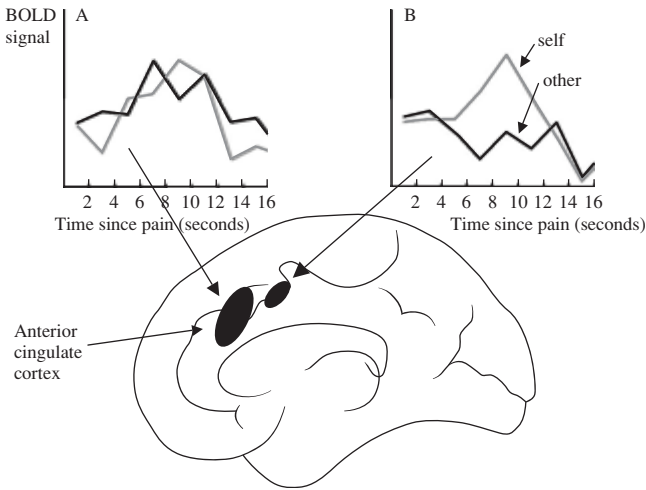 BOLD
signal
A
2 4 6 8 10 12 14 16
Time since pain (seconds)
B
self
other
2 4 6 8 10 12 14 16
Time since pain (seconds)
Anterior
cingulate
cortex